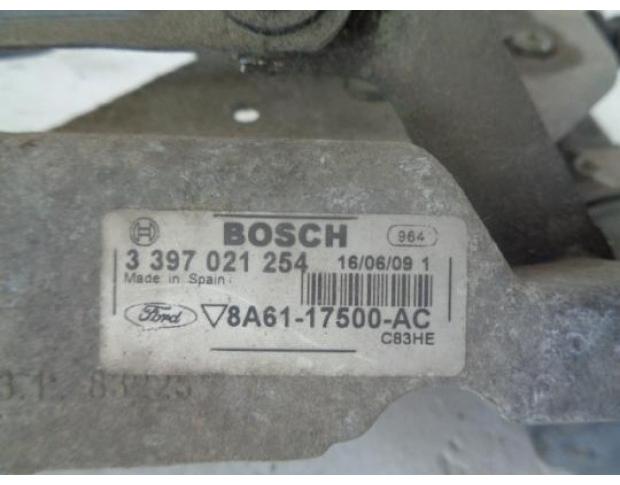 BOSCH 964
3 397 021 254 16/06/09 1
Made in Spain
Ford ▽8A61-17500-AC
C83HE